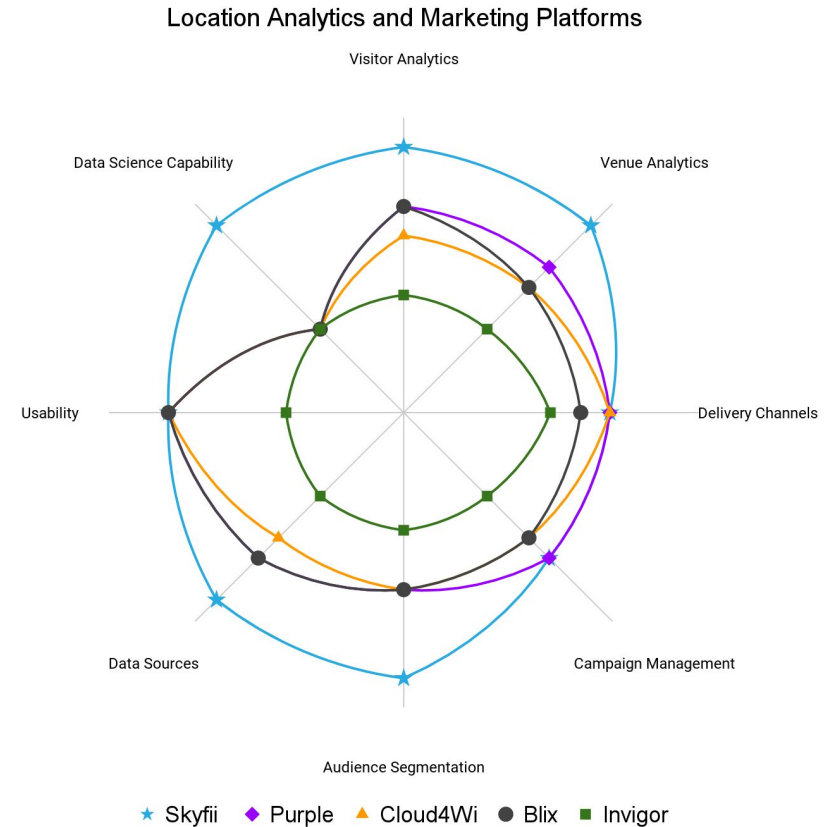 Location Analytics and Marketing Platforms
Visitor Analytics
Data Science Capability
Venue Analytics
Usability
Delivery Channels
Data Sources
Campaign Management
Audience Segmentation
Skyfii
Purple
Cloud4Wi
Blix
Invigor